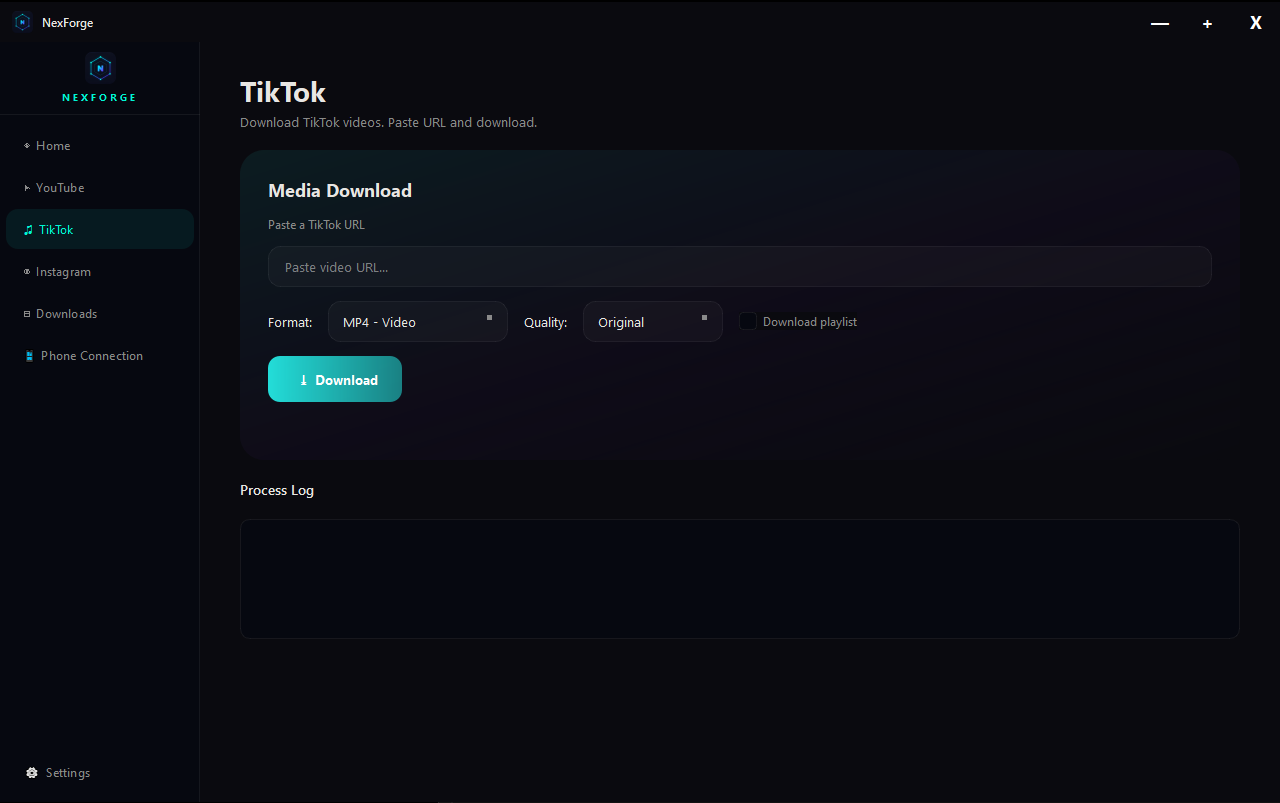 NexForge
— + X
NEXFORGE
Home
YouTube
TikTok
Instagram
Downloads
Phone Connection
Settings
TikTok
Download TikTok videos. Paste URL and download.
Media Download
Paste a TikTok URL
Paste video URL...
Format: MP4 - Video Quality: Original Download playlist
Download
Process Log